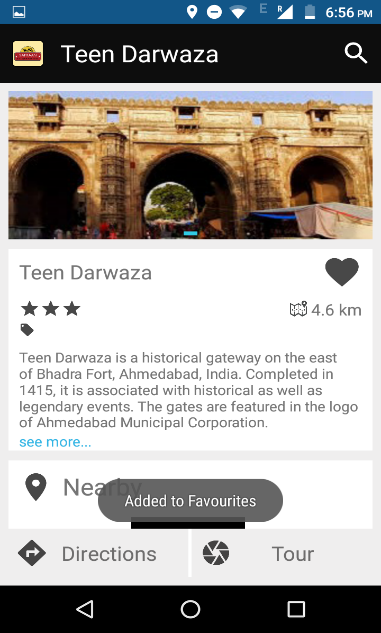 E R 6:56 PM
Teen Darwaza
Teen Darwaza
4.6 km
Teen Darwaza is a historical gateway on the east
of Bhadra Fort, Ahmedabad, India. Completed in
1415, it is associated with historical as well as
legendary events. The gates are featured in the logo
of Ahmedabad Municipal Corporation.
see more...
Nearby
Added to Favourites
Directions
Tour